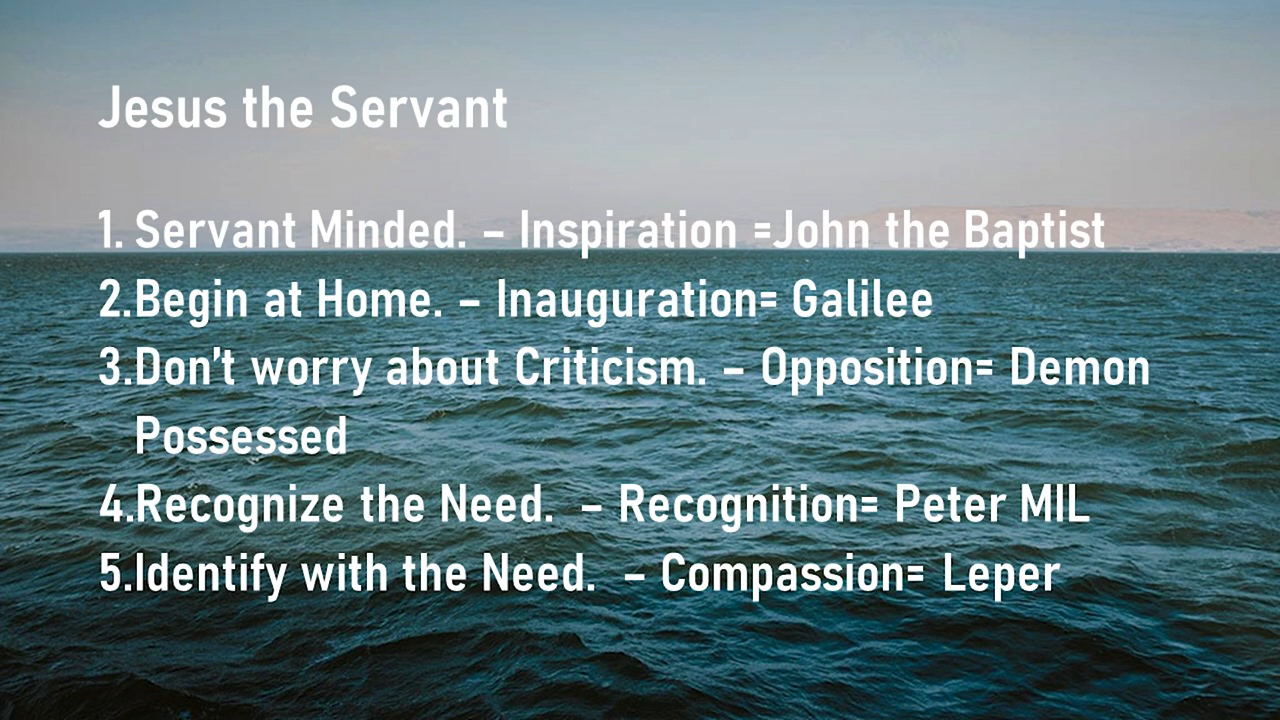 Jesus the Servant
1. Servant Minded. – Inspiration =John the Baptist
2.Begin at Home. – Inauguration= Galilee
3.Don't worry about Criticism. – Opposition= Demon
Possessed
4.Recognize the Need.  – Recognition= Peter MIL
5.Identify with the Need.  – Compassion= Leper